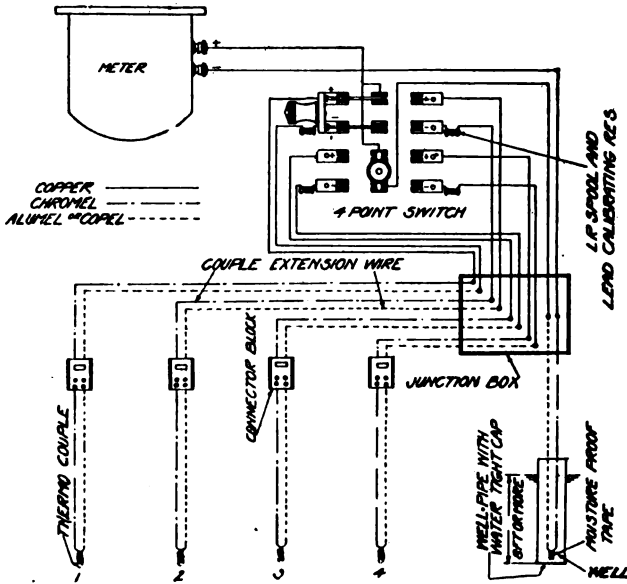 METER
+
-
COPPER
CHROMEL
ALUMEL OR COPEL
4 POINT SWITCH
L.R. SPOOL AND
LEAD CALIBRATING RES.
COUPLE EXTENSION WIRE
CONNECTOR BLOCK
JUNCTION BOX
THERMO COUPLE
WELL-PIPE WITH
WATER TIGHT CAP
8FT OR MORE
MOISTURE PROOF
TAPE
WELL
1
2
3
4